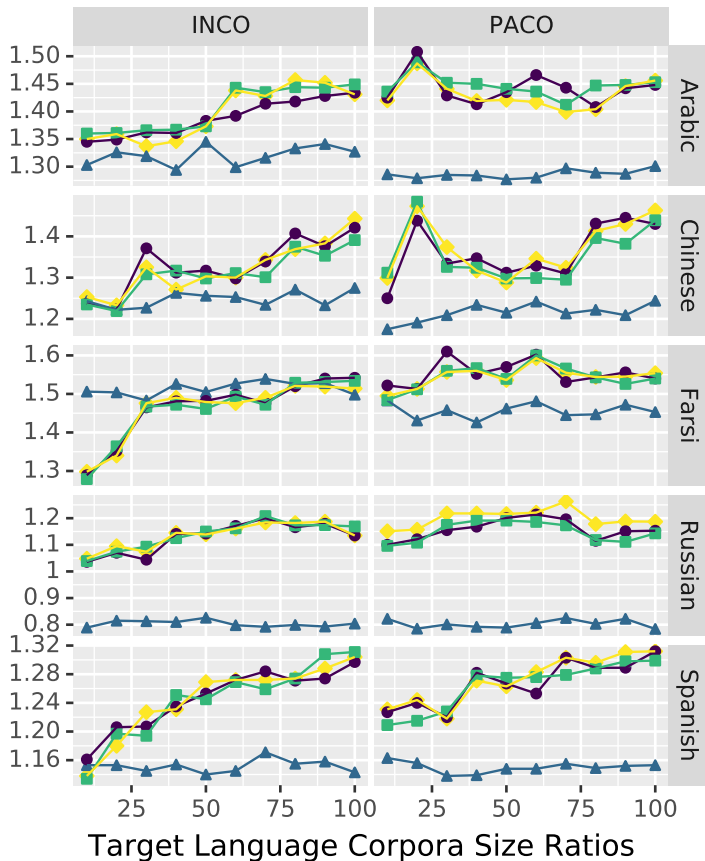 INCO PACO
1.50
1.45
1.40
1.35
1.30
Arabic
1.4
1.3
1.2
Chinese
1.6
1.5
1.4
1.3
Farsi
1.2
1.1
1
0.9
0.8
Russian
1.32
1.28
1.24
1.20
1.16
Spanish
25 50 75 100 25 50 75 100
Target Language Corpora Size Ratios